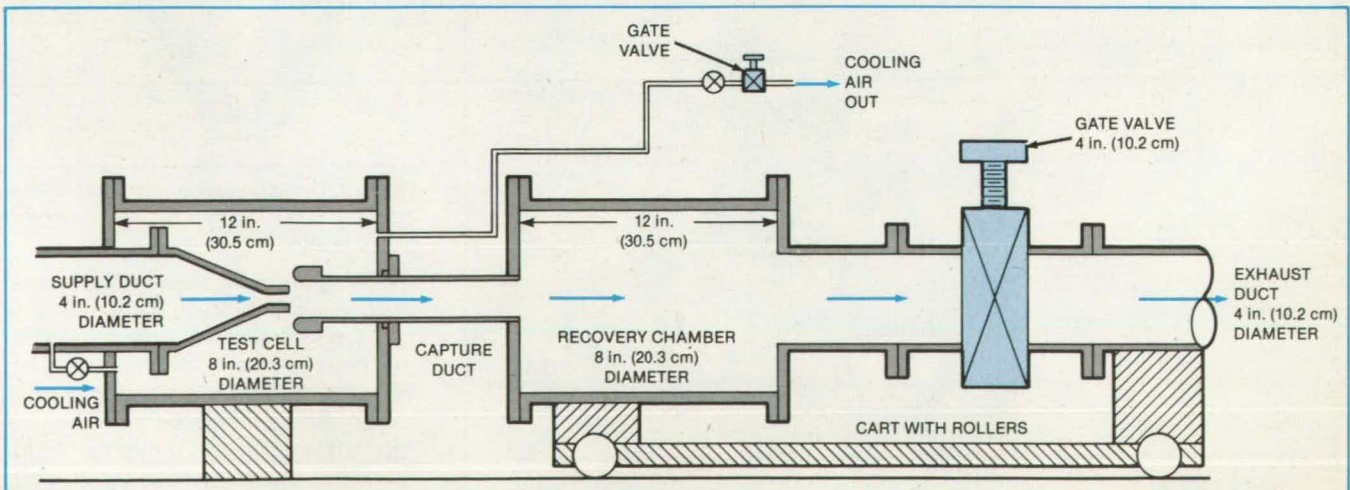 GATE
VALVE
COOLING
AIR
OUT
GATE VALVE
4 in. (10.2 cm)
12 in.
(30.5 cm)
12 in.
(30.5 cm)
SUPPLY DUCT
4 in. (10.2 cm)
DIAMETER
TEST CELL
8 in. (20.3 cm)
DIAMETER
CAPTURE
DUCT
RECOVERY CHAMBER
8 in. (20.3 cm)
DIAMETER
EXHAUST
DUCT
4 in. (10.2 cm)
DIAMETER
COOLING
AIR
CART WITH ROLLERS